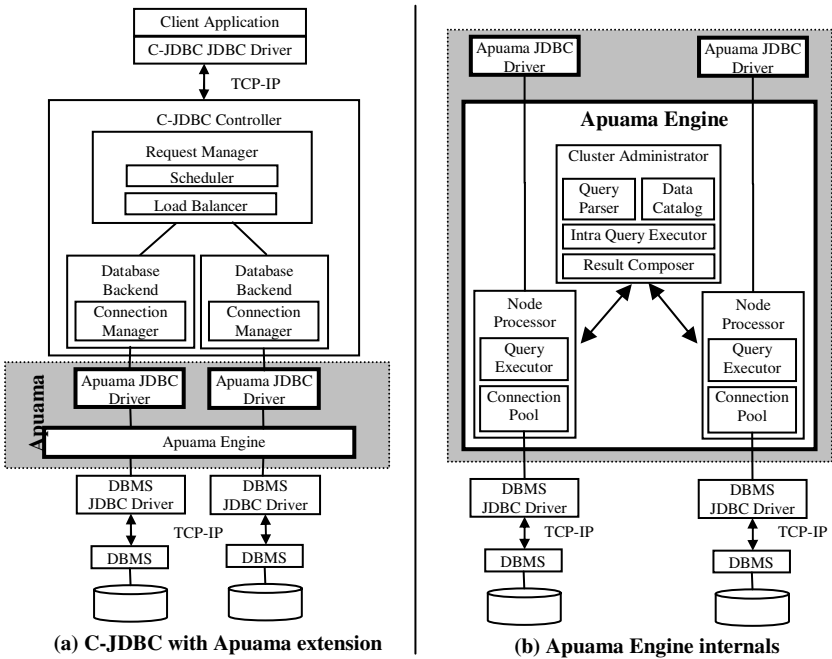 Client Application
C-JDBC JDBC Driver
TCP-IP
C-JDBC Controller
Request Manager
Scheduler
Load Balancer
Database
Backend
Connection
Manager
Database
Backend
Connection
Manager
Apuama
Apuama JDBC
Driver
Apuama JDBC
Driver
Apuama Engine
DBMS
JDBC Driver
DBMS
JDBC Driver
TCP-IP
DBMS
DBMS
(a) C-JDBC with Apuama extension
Apuama JDBC
Driver
Apuama JDBC
Driver
Apuama Engine
Cluster Administrator
Query
Parser
Data
Catalog
Intra Query Executor
Result Composer
Node
Processor
Query
Executor
Connection
Pool
Node
Processor
Query
Executor
Connection
Pool
DBMS
JDBC Driver
DBMS
JDBC Driver
TCP-IP
TCP-IP
DBMS
DBMS
(b) Apuama Engine internals